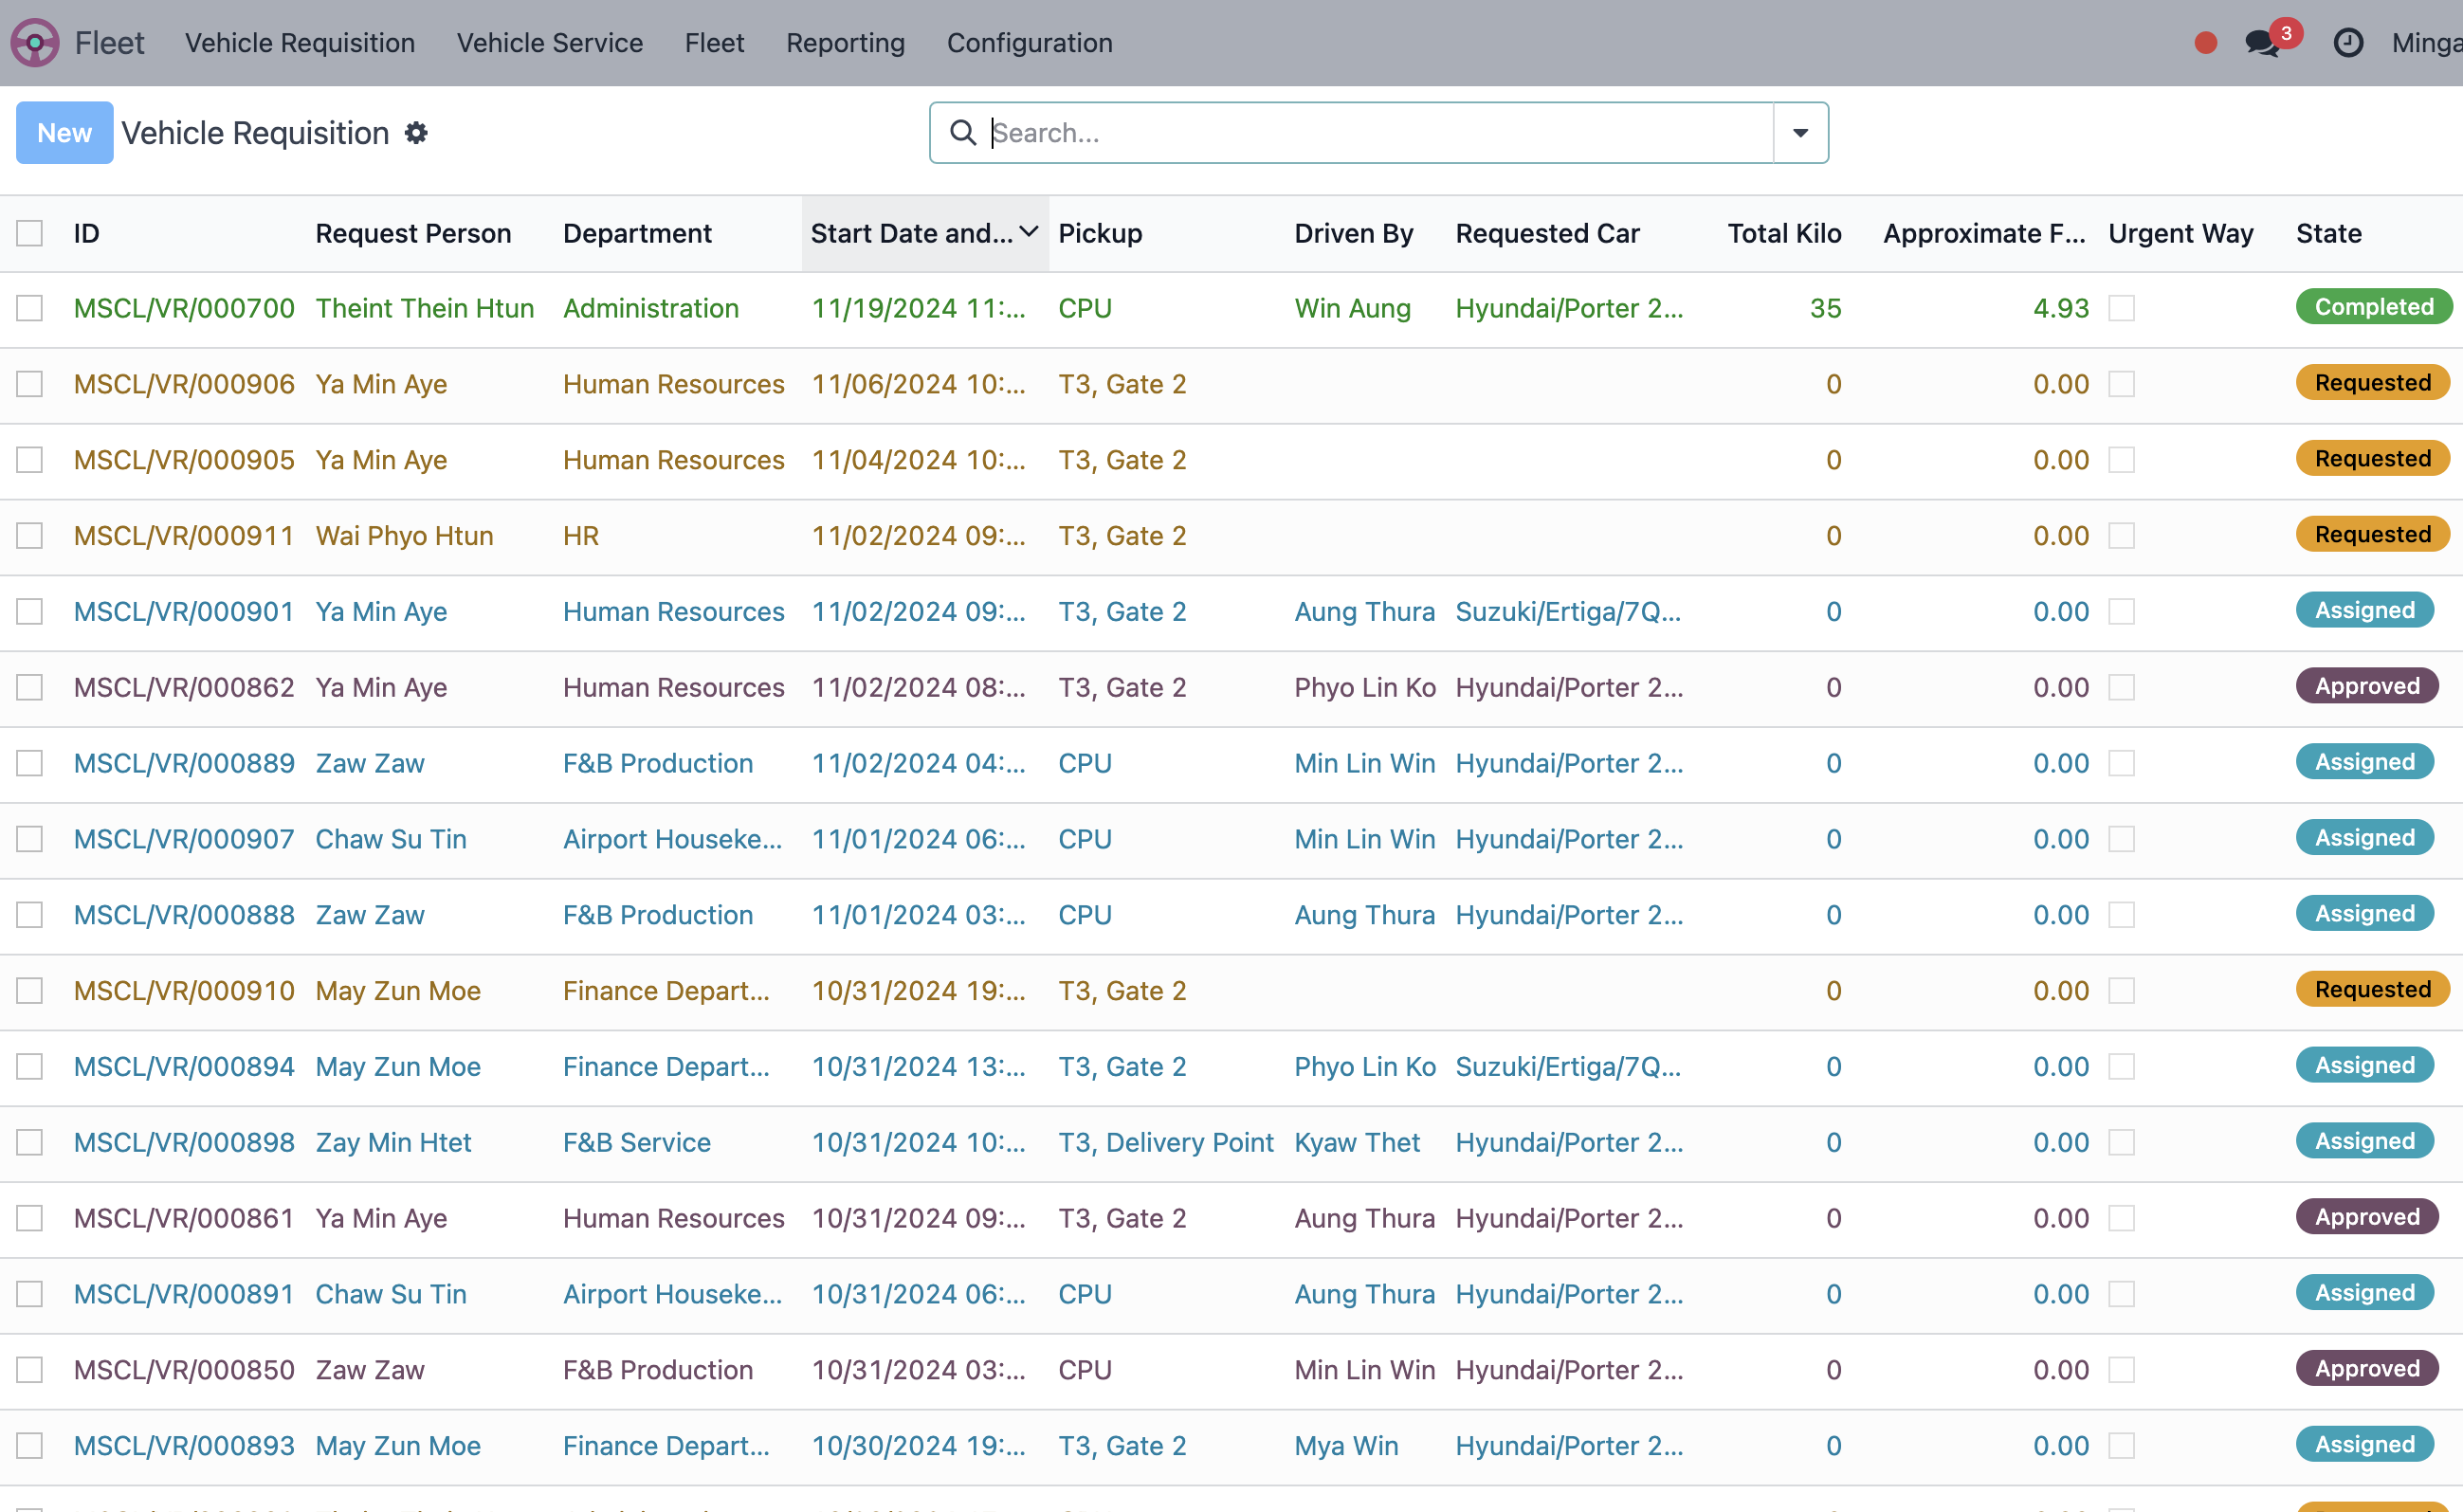 Fleet Vehicle Requisition Vehicle Service Fleet Reporting Configuration 3 Minga
New Vehicle Requisition Search...
ID Request Person Department Start Date and... Pickup Driven By Requested Car Total Kilo Approximate F... Urgent Way State
MSCL/VR/000700 Theint Thein Htun Administration 11/19/2024 11:... CPU Win Aung Hyundai/Porter 2... 35 4.93 Completed
MSCL/VR/000906 Ya Min Aye Human Resources 11/06/2024 10:... T3, Gate 2 0 0.00 Requested
MSCL/VR/000905 Ya Min Aye Human Resources 11/04/2024 10:... T3, Gate 2 0 0.00 Requested
MSCL/VR/000911 Wai Phyo Htun HR 11/02/2024 09:... T3, Gate 2 0 0.00 Requested
MSCL/VR/000901 Ya Min Aye Human Resources 11/02/2024 09:... T3, Gate 2 Aung Thura Suzuki/Ertiga/7Q... 0 0.00 Assigned
MSCL/VR/000862 Ya Min Aye Human Resources 11/02/2024 08:... T3, Gate 2 Phyo Lin Ko Hyundai/Porter 2... 0 0.00 Approved
MSCL/VR/000889 Zaw Zaw F&B Production 11/02/2024 04:... CPU Min Lin Win Hyundai/Porter 2... 0 0.00 Assigned
MSCL/VR/000907 Chaw Su Tin Airport Houseke... 11/01/2024 06:... CPU Min Lin Win Hyundai/Porter 2... 0 0.00 Assigned
MSCL/VR/000888 Zaw Zaw F&B Production 11/01/2024 03:... CPU Aung Thura Hyundai/Porter 2... 0 0.00 Assigned
MSCL/VR/000910 May Zun Moe Finance Depart... 10/31/2024 19:... T3, Gate 2 0 0.00 Requested
MSCL/VR/000894 May Zun Moe Finance Depart... 10/31/2024 13:... T3, Gate 2 Phyo Lin Ko Suzuki/Ertiga/7Q... 0 0.00 Assigned
MSCL/VR/000898 Zay Min Htet F&B Service 10/31/2024 10:... T3, Delivery Point Kyaw Thet Hyundai/Porter 2... 0 0.00 Assigned
MSCL/VR/000861 Ya Min Aye Human Resources 10/31/2024 09:... T3, Gate 2 Aung Thura Hyundai/Porter 2... 0 0.00 Approved
MSCL/VR/000891 Chaw Su Tin Airport Houseke... 10/31/2024 06:... CPU Aung Thura Hyundai/Porter 2... 0 0.00 Assigned
MSCL/VR/000850 Zaw Zaw F&B Production 10/31/2024 03:... CPU Min Lin Win Hyundai/Porter 2... 0 0.00 Approved
MSCL/VR/000893 May Zun Moe Finance Depart... 10/30/2024 19:... T3, Gate 2 Mya Win Hyundai/Porter 2... 0 0.00 Assigned